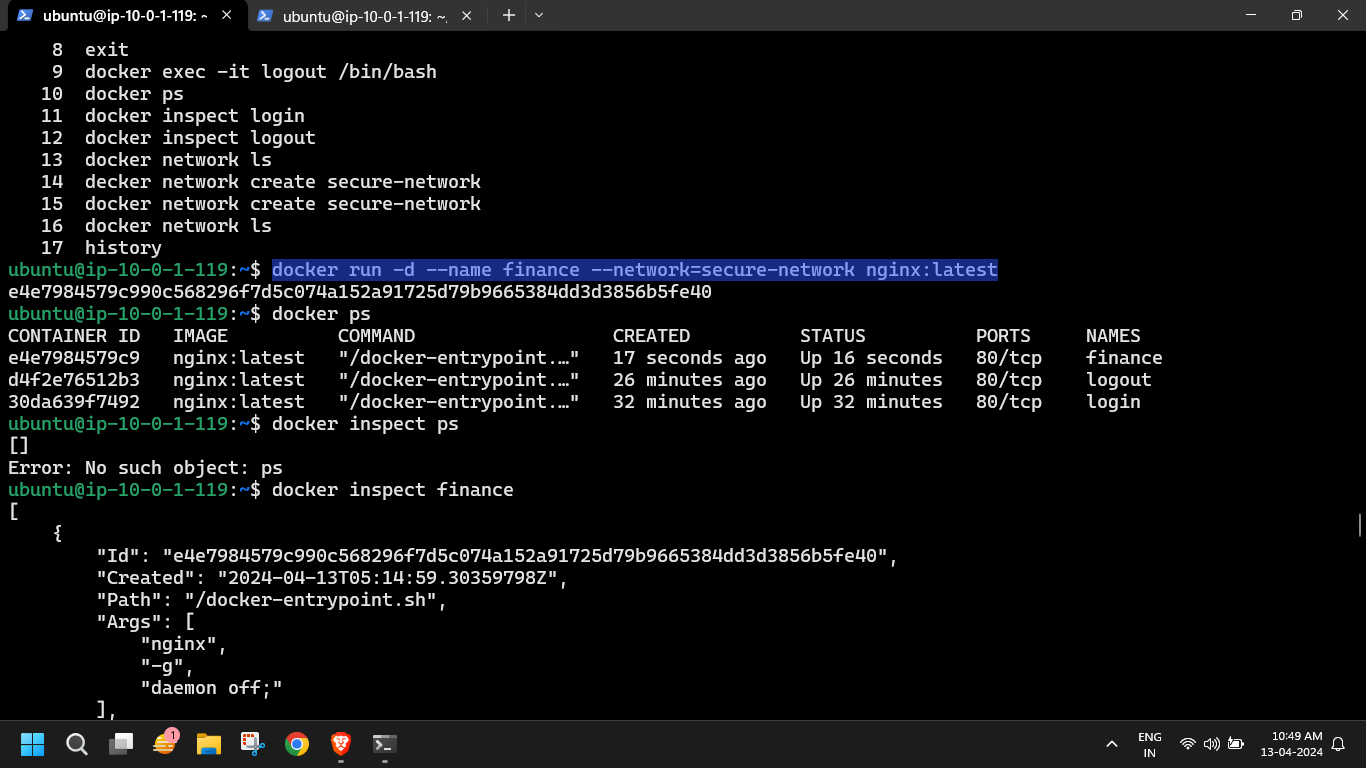 ubuntu@ip-10-0-1-119: ~
ubuntu@ip-10-0-1-119: ~
8  exit
9  docker exec -it logout /bin/bash
10  docker ps
11  docker inspect login
12  docker inspect logout
13  docker network ls
14  decker network create secure-network
15  docker network create secure-network
16  docker network ls
17  history
ubuntu@ip-10-0-1-119:~$ docker run -d --name finance --network=secure-network nginx:latest
e4e7984579c990c568296f7d5c074a152a91725d79b9665384dd3d3856b5fe40
ubuntu@ip-10-0-1-119:~$ docker ps
CONTAINER ID   IMAGE          COMMAND                  CREATED          STATUS          PORTS     NAMES
e4e7984579c9   nginx:latest   "/docker-entrypoint.…"   17 seconds ago   Up 16 seconds   80/tcp    finance
d4f2e76512b3   nginx:latest   "/docker-entrypoint.…"   26 minutes ago   Up 26 minutes   80/tcp    logout
30da639f7492   nginx:latest   "/docker-entrypoint.…"   32 minutes ago   Up 32 minutes   80/tcp    login
ubuntu@ip-10-0-1-119:~$ docker inspect ps
[]
Error: No such object: ps
ubuntu@ip-10-0-1-119:~$ docker inspect finance
[
    {
        "Id": "e4e7984579c990c568296f7d5c074a152a91725d79b9665384dd3d3856b5fe40",
        "Created": "2024-04-13T05:14:59.30359798Z",
        "Path": "/docker-entrypoint.sh",
        "Args": [
            "nginx",
            "-g",
            "daemon off;"
        ],
1
ENG
IN
10:49 AM
13-04-2024